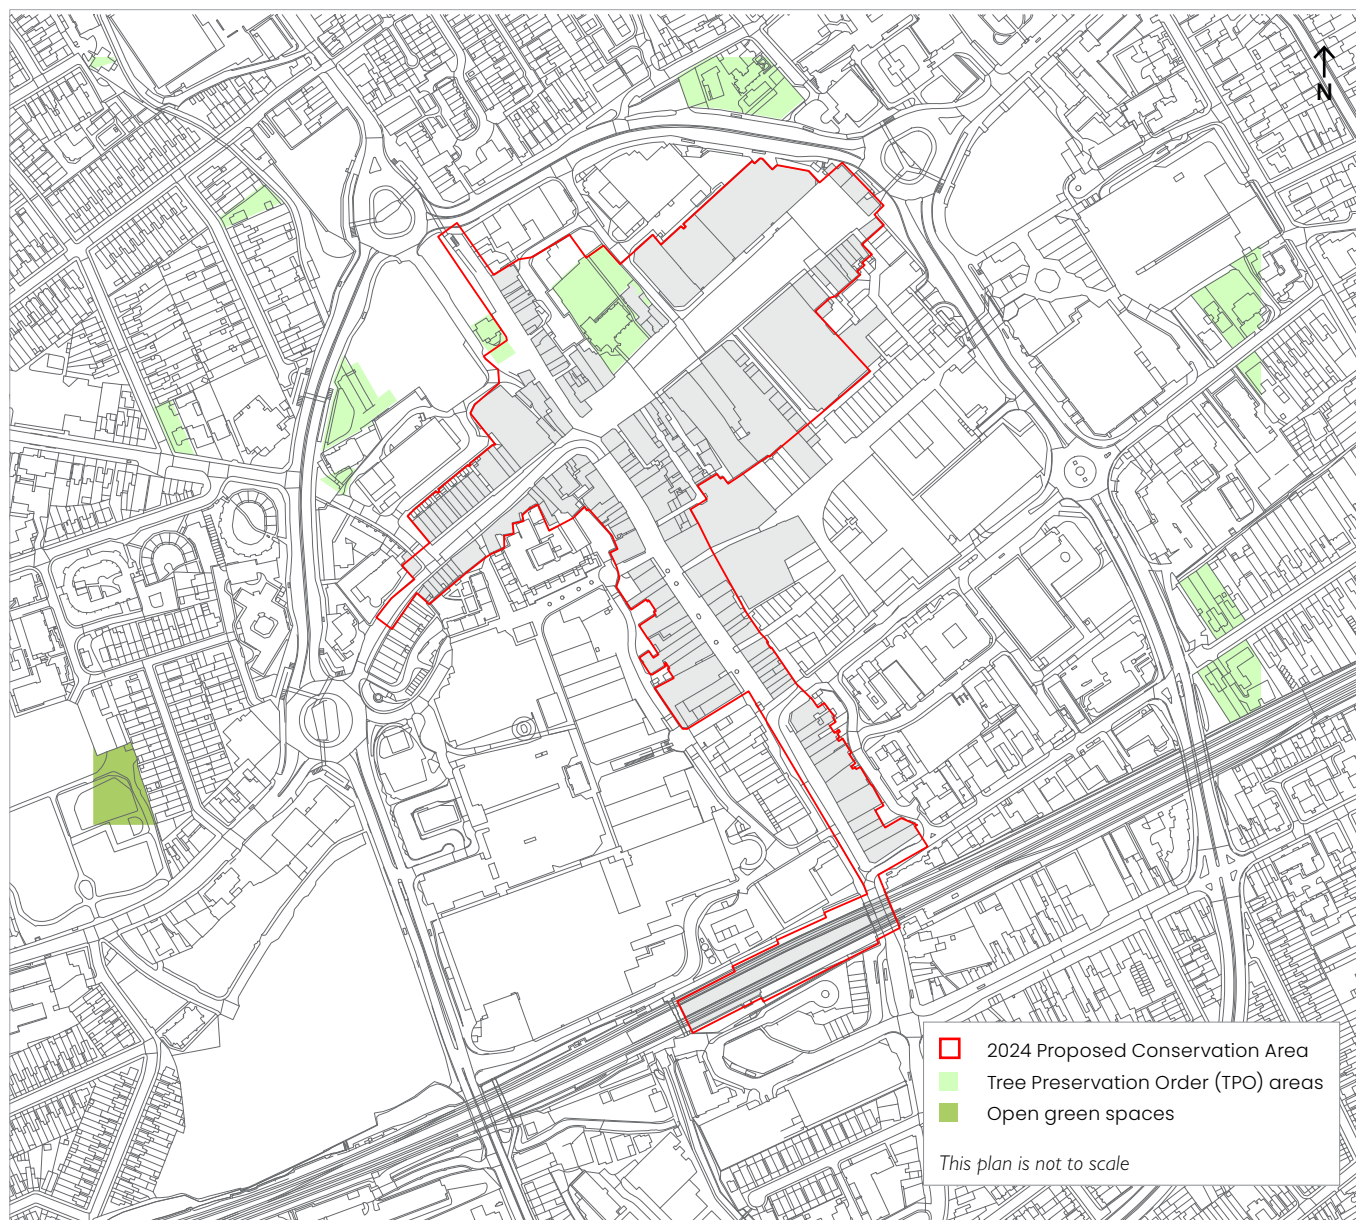 N
2024 Proposed Conservation Area
Tree Preservation Order (TPO) areas
Open green spaces
This plan is not to scale